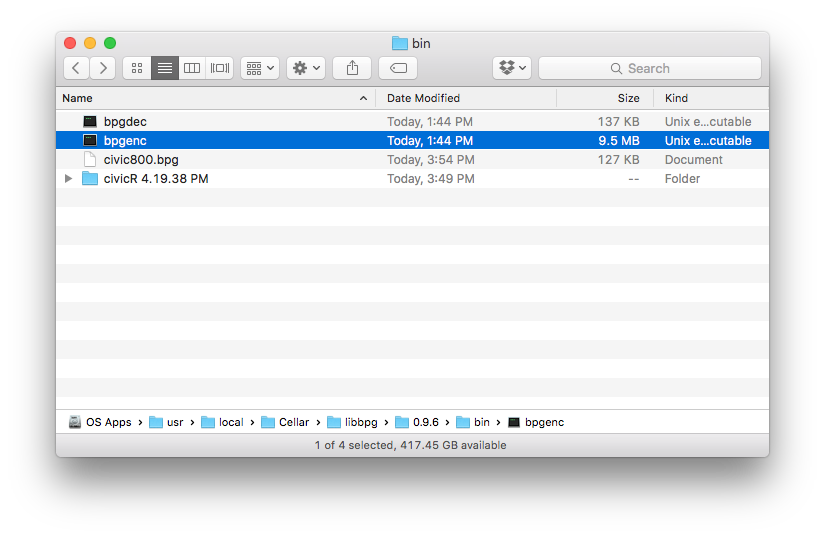 bin
Search
Name Date Modified Size Kind
bpgdec Today, 1:44 PM 137 KB Unix e...cutable
bpgenc Today, 1:44 PM 9.5 MB Unix e...cutable
civic800.bpg Today, 3:54 PM 127 KB Document
civicR 4.19.38 PM Today, 3:49 PM -- Folder
OS Apps › usr › local › Cellar › libbpg › 0.9.6 › bin › bpgenc
1 of 4 selected, 417.45 GB available